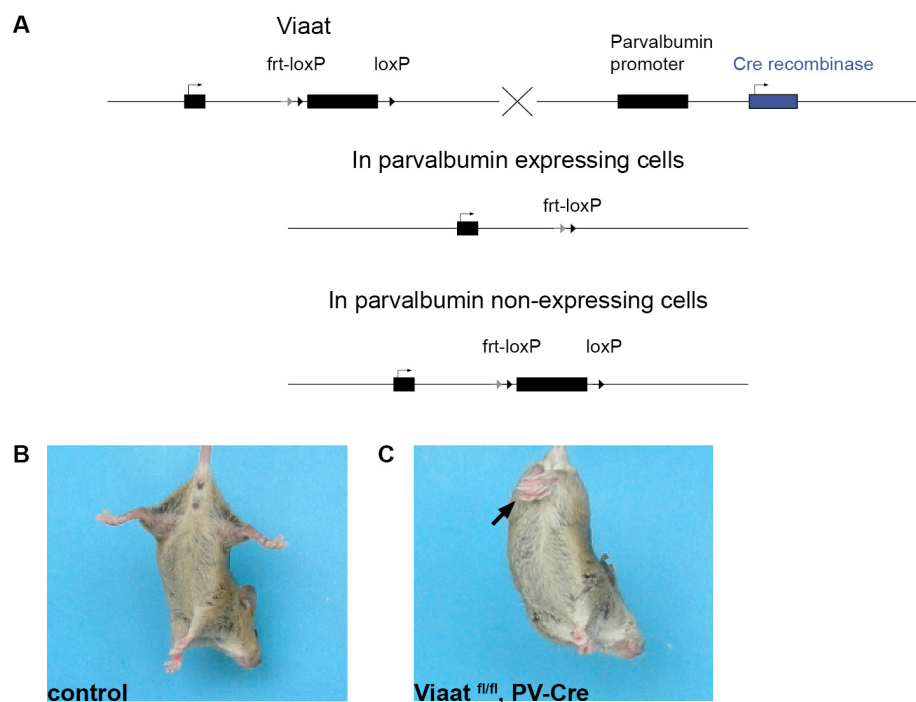 A
Viaat
frt-loxP
loxP
Parvalbumin
promoter
Cre recombinase
In parvalbumin expressing cells
frt-loxP
In parvalbumin non-expressing cells
frt-loxP
loxP
B
C
control
Viaat fl/fl, PV-Cre